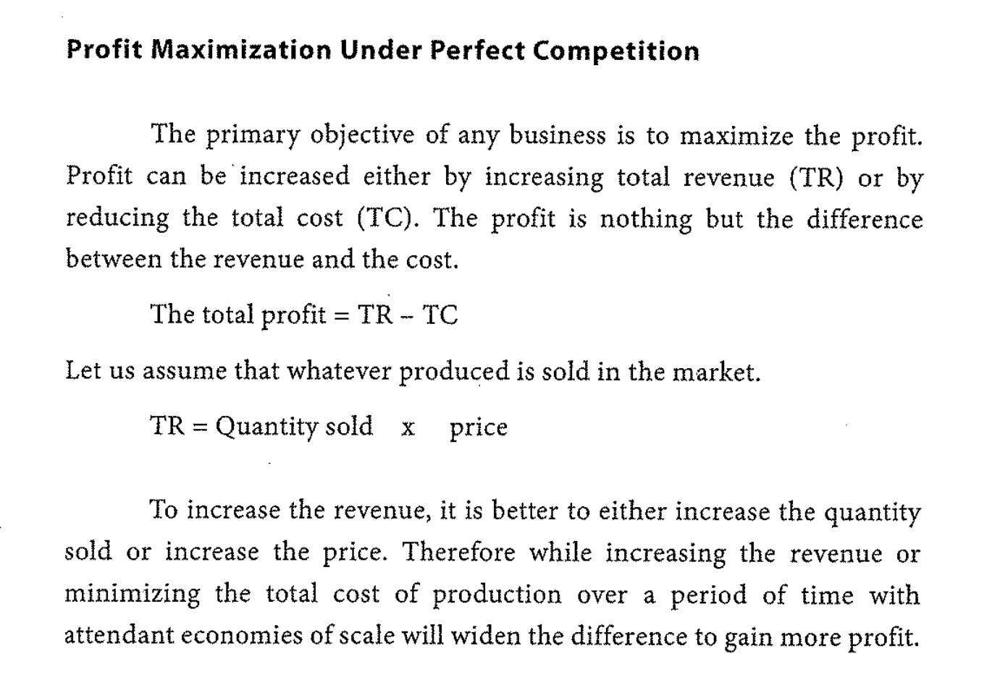 Profit Maximization Under Perfect Competition
The primary objective of any business is to maximize the profit.
Profit can be increased either by increasing total revenue (TR) or by
reducing the total cost (TC). The profit is nothing but the difference
between the revenue and the cost.
The total profit = TR – TC
Let us assume that whatever produced is sold in the market.
TR = Quantity sold x price
To increase the revenue, it is better to either increase the quantity
sold or increase the price. Therefore while increasing the revenue or
minimizing the total cost of production over a period of time with
attendant economies of scale will widen the difference to gain more profit.